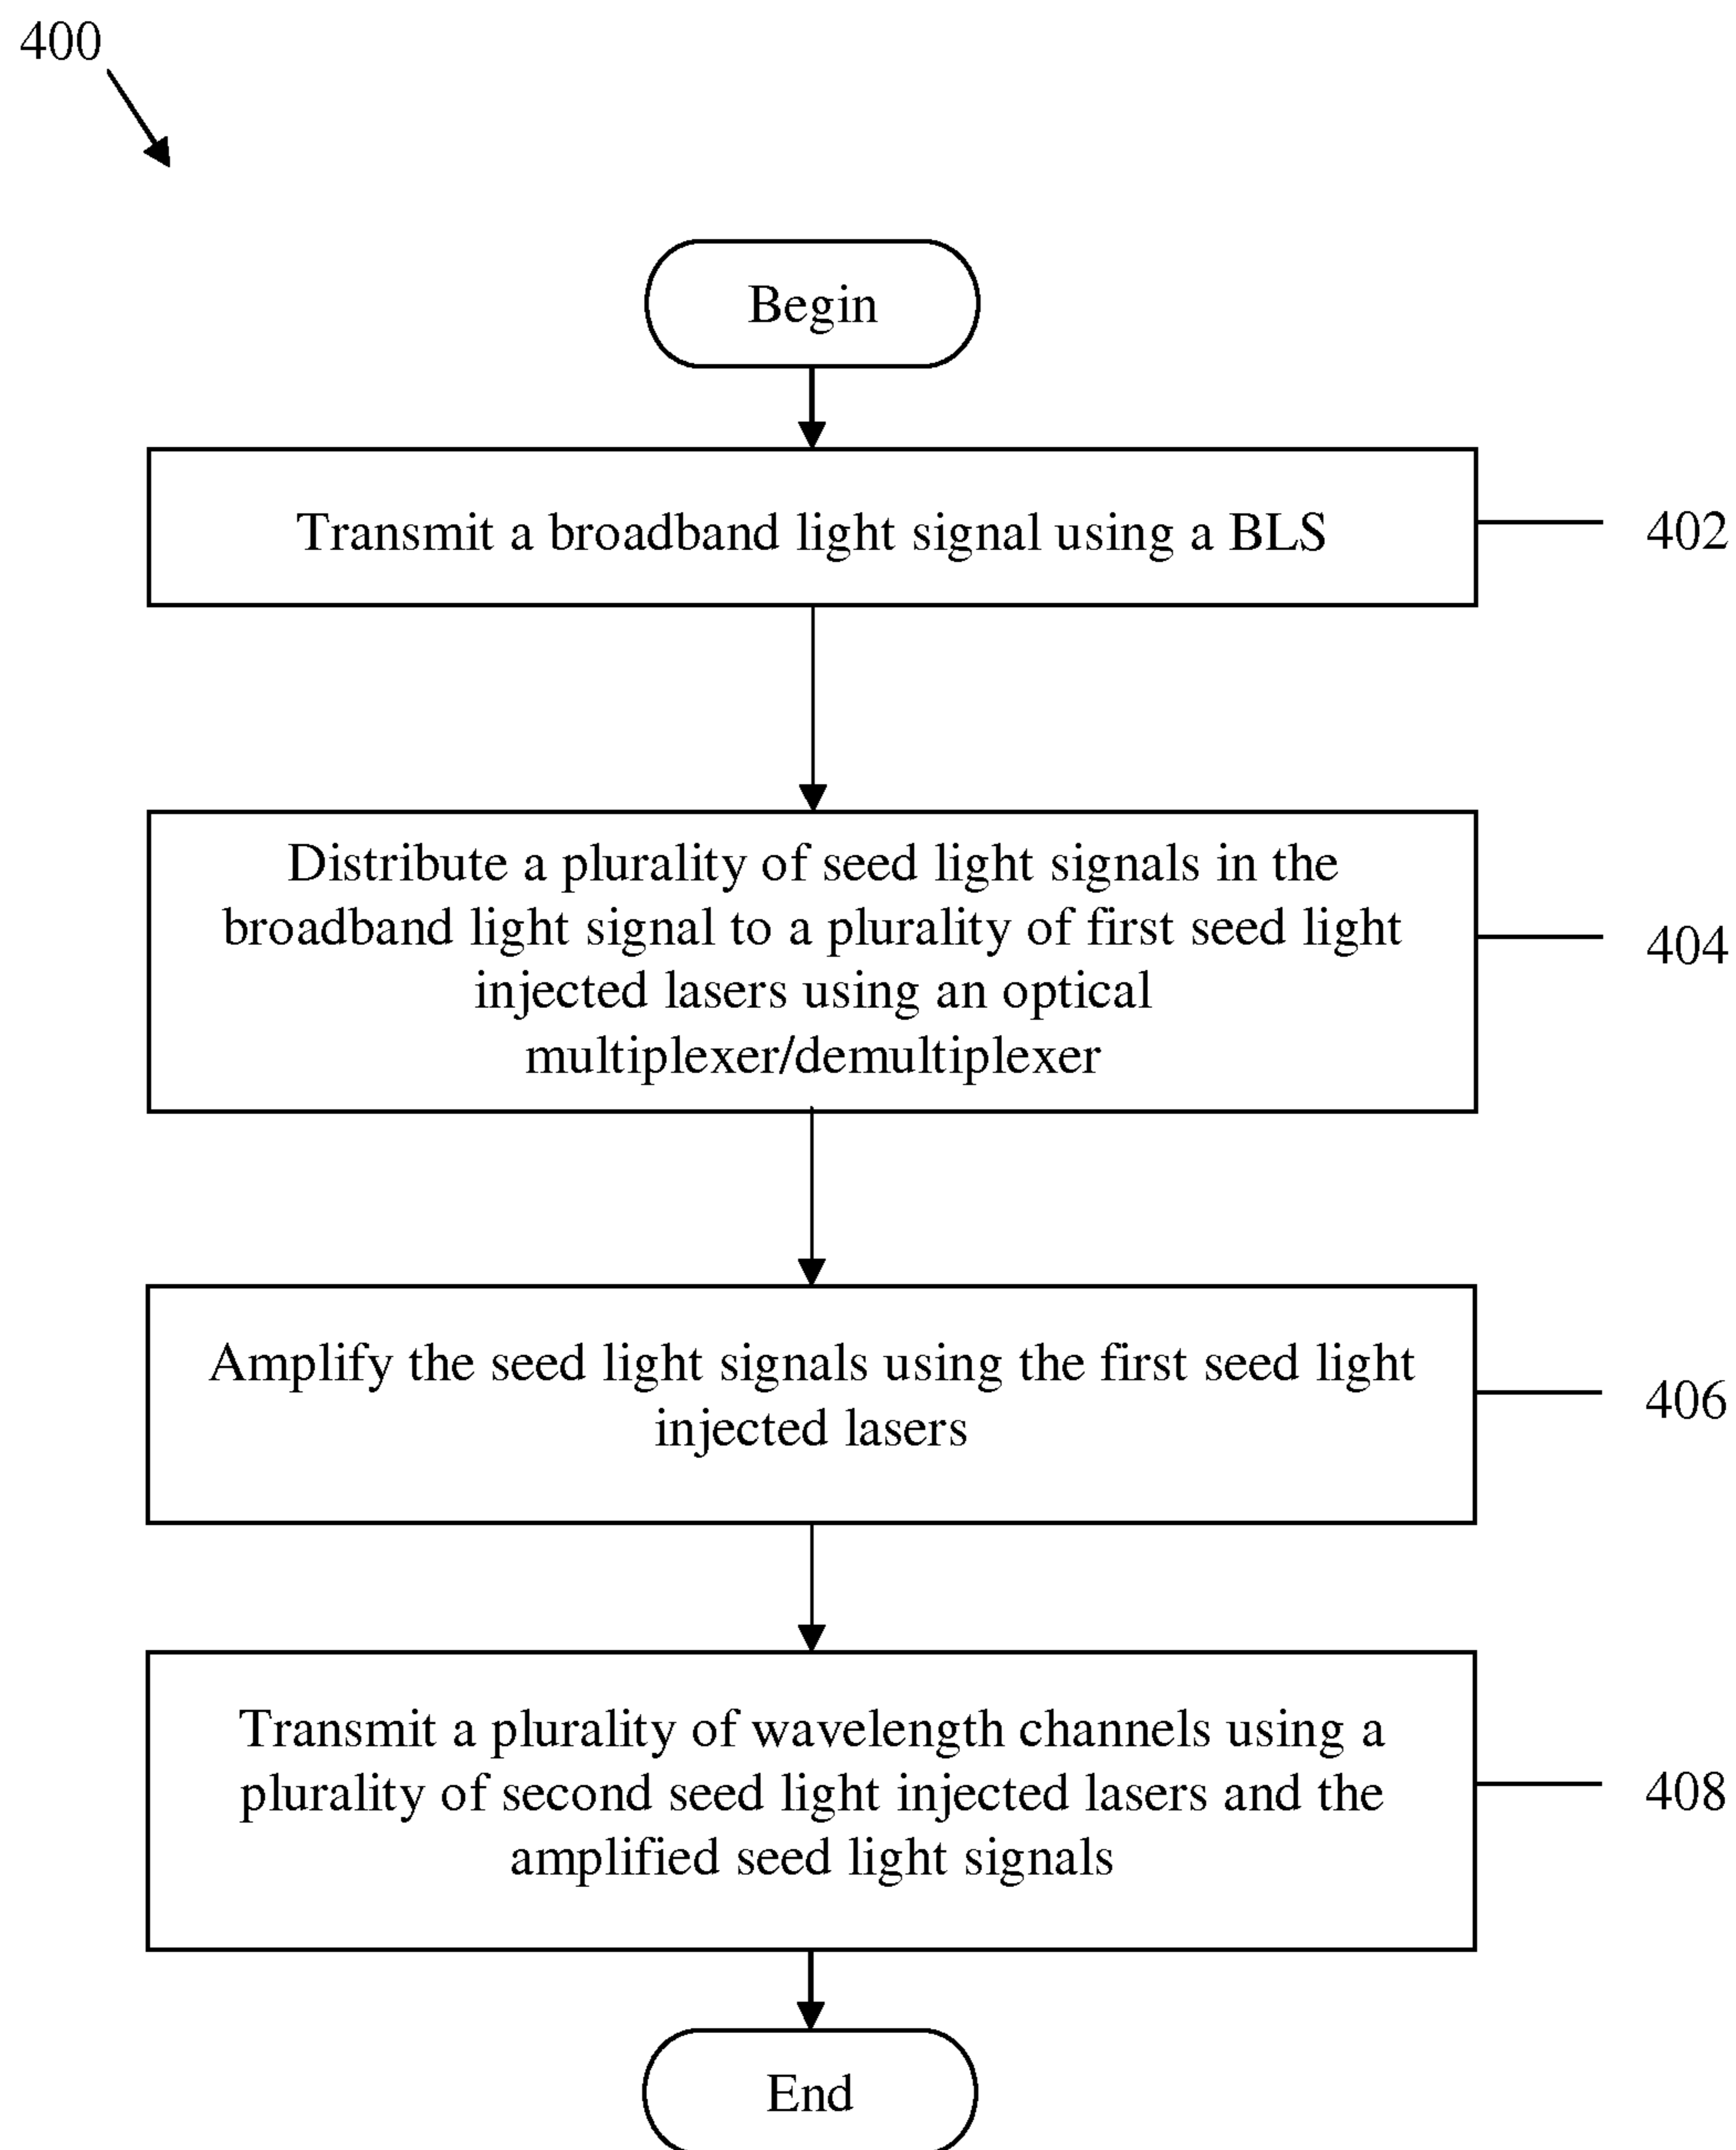 400
Begin
Transmit a broadband light signal using a BLS
402
Distribute a plurality of seed light signals in the
broadband light signal to a plurality of first seed light
injected lasers using an optical
multiplexer/demultiplexer
404
Amplify the seed light signals using the first seed light
injected lasers
406
Transmit a plurality of wavelength channels using a
plurality of second seed light injected lasers and the
amplified seed light signals
408
End